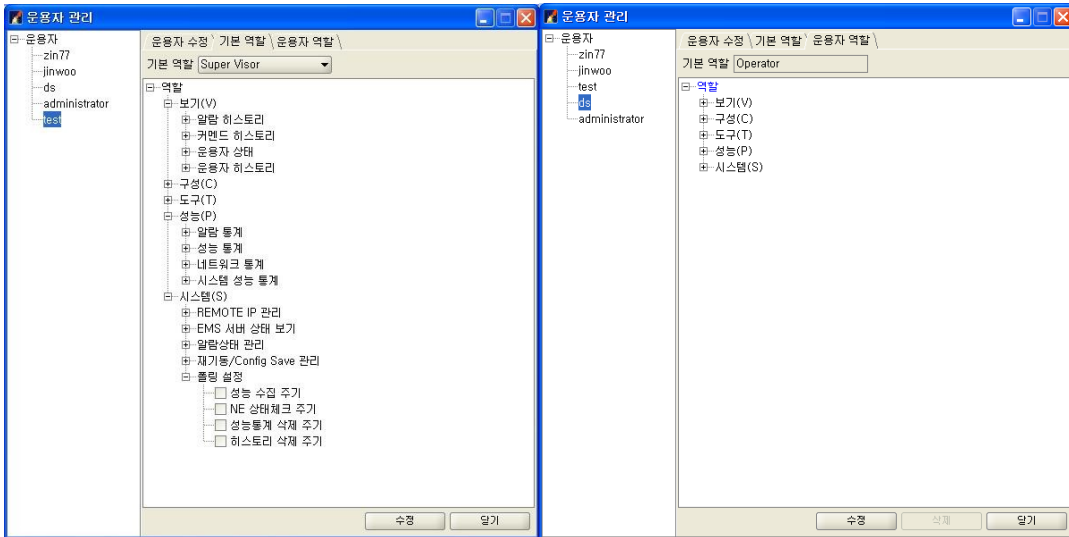 운용자 관리
운용자
zin77
jinwoo
ds
administrator
test
운용자 수정 기본 역할 운용자 역할
기본 역할 Super Visor
역할
보기(V)
알람 히스토리
커멘드 히스토리
운용자 상태
운용자 히스토리
구성(C)
도구(T)
성능(P)
알람 통계
성능 통계
네트워크 통계
시스템 성능 통계
시스템(S)
REMOTE IP 관리
EMS 서버 상태 보기
알람상태 관리
재기동/Config Save 관리
폴링 설정
성능 수집 주기
NE 상태체크 주기
성능통계 삭제 주기
히스토리 삭제 주기
수정 닫기
운용자 관리
운용자
zin77
jinwoo
test
ds
administrator
운용자 수정 기본 역할 운용자 역할
기본 역할 Operator
역할
보기(V)
구성(C)
도구(T)
성능(P)
시스템(S)
수정 삭제 닫기